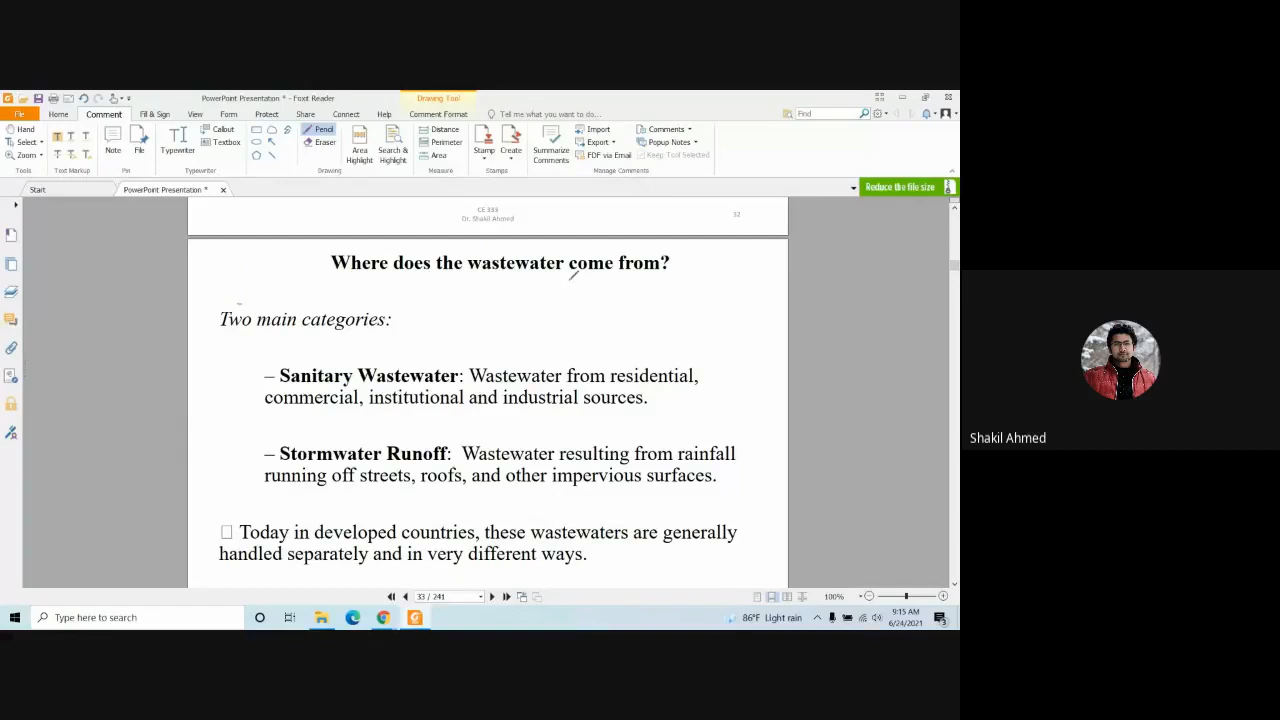 PowerPoint Presentation * - Foxit Reader
Drawing Tool
File Home Comment Fill & Sign View Form Protect Share Connect Help Comment Format Tell me what you want to do... Find
Hand
Select
Zoom
Tools
Text Markup
Note
File
Pin
Typewriter
Callout
Textbox
Typewriter
Pencil
Eraser
Drawing
Area Highlight
Search & Highlight
Distance
Perimeter
Area
Measure
Stamp
Create
Stamps
Summarize Comments
Import
Export
FDF via Email
Comments
Popup Notes
Keep Tool Selected
Manage Comments
Start
PowerPoint Presentation *
Reduce the file size
CE 333
Dr. Shakil Ahmed
32
Where does the wastewater come from?
Two main categories:
– Sanitary Wastewater: Wastewater from residential,
commercial, institutional and industrial sources.
– Stormwater Runoff: Wastewater resulting from rainfall
running off streets, roofs, and other impervious surfaces.
Today in developed countries, these wastewaters are generally
handled separately and in very different ways.
33 / 241
100%
Type here to search
86°F Light rain
9:15 AM
6/24/2021
3
Shakil Ahmed